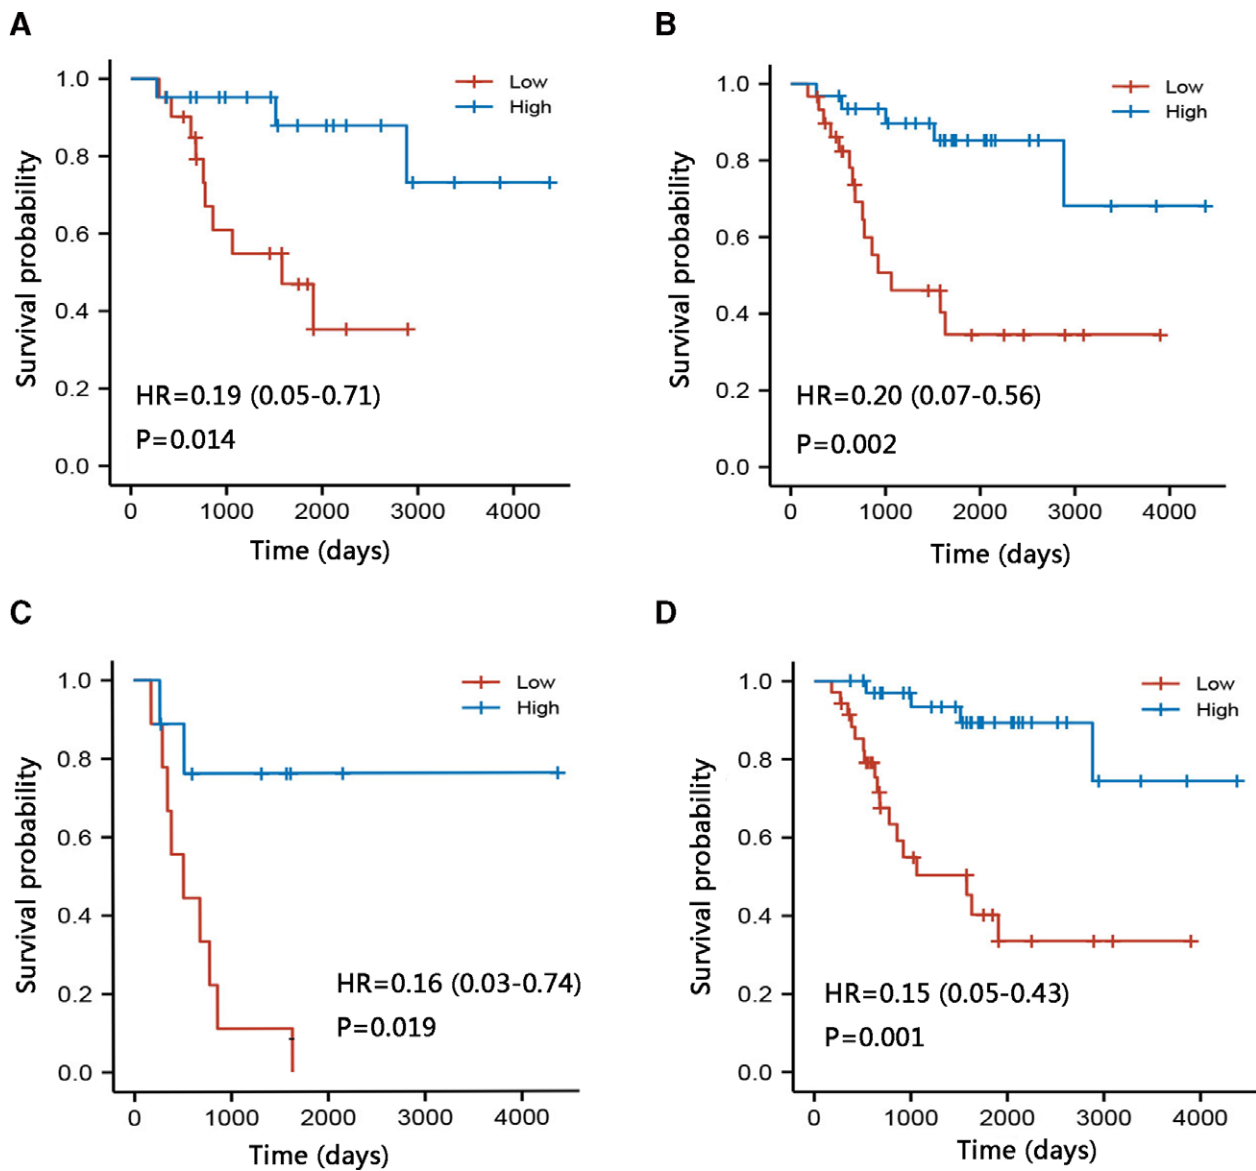 A
Survival probability
1.0
0.8
0.6
0.4
0.2
0.0
Low
High
HR=0.19 (0.05-0.71)
P=0.014
0 1000 2000 3000 4000
Time (days)
B
Survival probability
1.0
0.8
0.6
0.4
0.2
0.0
Low
High
HR=0.20 (0.07-0.56)
P=0.002
0 1000 2000 3000 4000
Time (days)
C
Survival probability
1.0
0.8
0.6
0.4
0.2
0.0
Low
High
HR=0.16 (0.03-0.74)
P=0.019
0 1000 2000 3000 4000
Time (days)
D
Survival probability
1.0
0.8
0.6
0.4
0.2
0.0
Low
High
HR=0.15 (0.05-0.43)
P=0.001
0 1000 2000 3000 4000
Time (days)